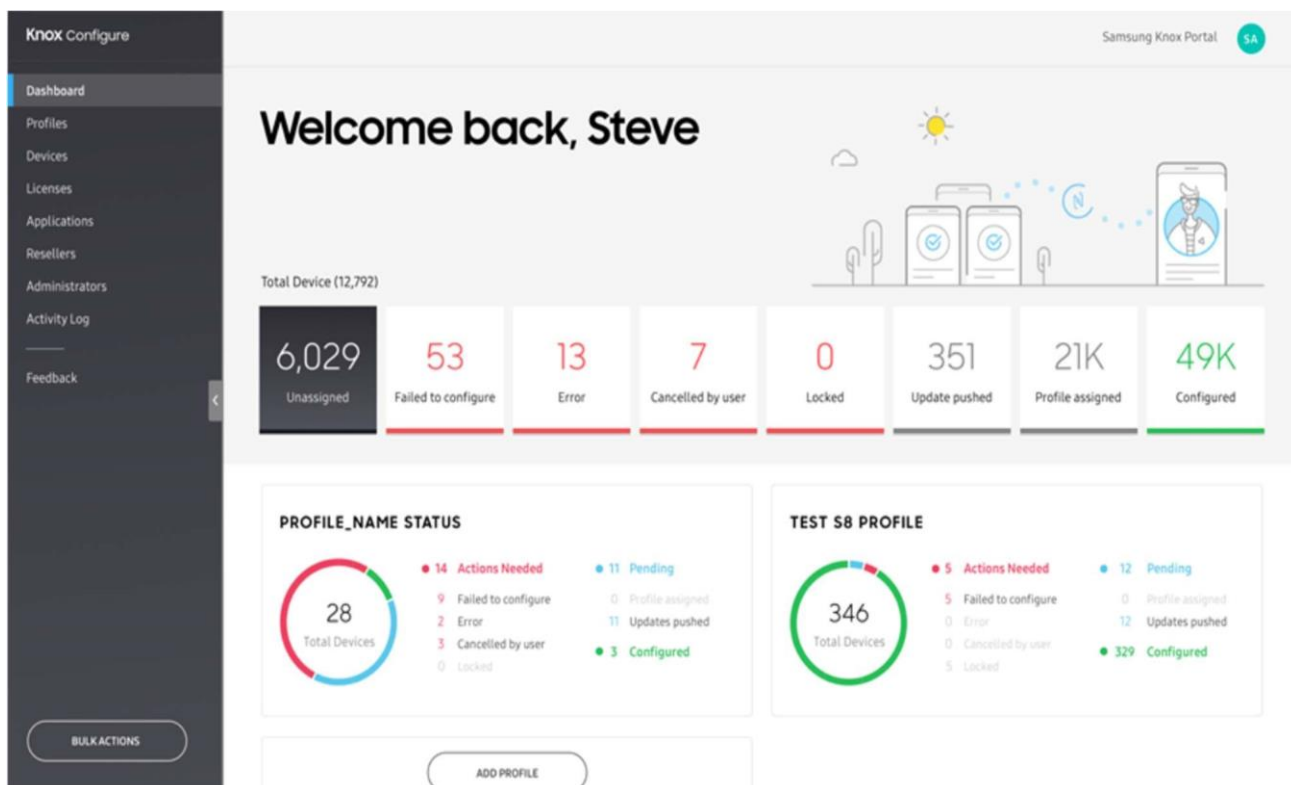 Knox Configure
Samsung Knox Portal
SA
Dashboard
Profiles
Devices
Licenses
Applications
Resellers
Administrators
Activity Log
Feedback
BULK ACTIONS
Welcome back, Steve
N
Total Device (12,792)
6,029
Unassigned
53
Failed to configure
13
Error
7
Cancelled by user
0
Locked
351
Update pushed
21K
Profile assigned
49K
Configured
PROFILE_NAME STATUS
28
Total Devices
14 Actions Needed
9 Failed to configure
2 Error
3 Cancelled by user
0 Locked
11 Pending
0 Profile assigned
11 Updates pushed
3 Configured
TEST S8 PROFILE
346
Total Devices
5 Actions Needed
5 Failed to configure
0 Error
0 Cancelled by user
5 Locked
12 Pending
0 Profile assigned
12 Updates pushed
329 Configured
ADD PROFILE